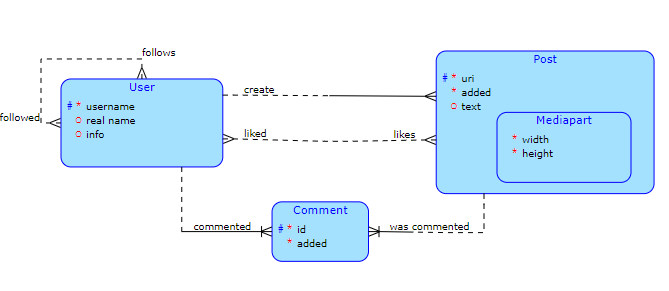 follows
User
# * username
followed
o real name
o info
create
liked
likes
Post
# * uri
* added
o text
Mediapart
* width
* height
commented
Comment
# * id
* added
was commented